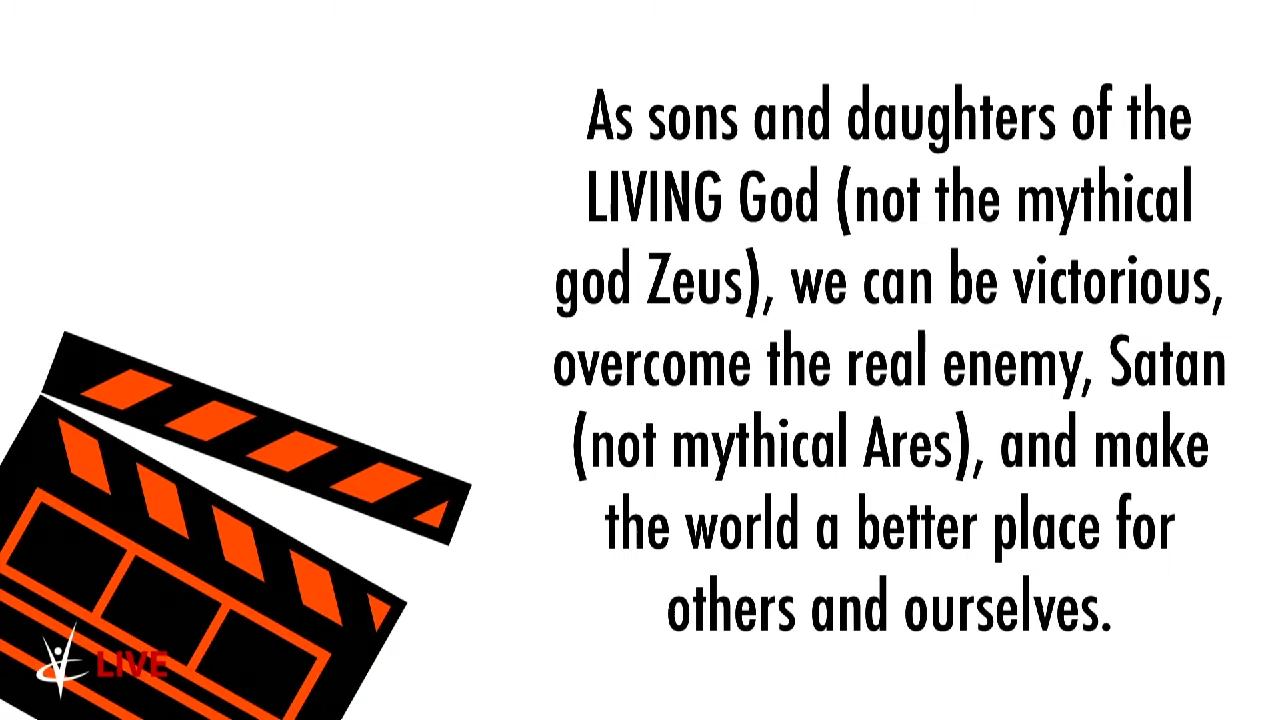 As sons and daughters of the
LIVING God (not the mythical
god Zeus), we can be victorious,
overcome the real enemy, Satan
(not mythical Ares), and make
the world a better place for
others and ourselves.
LIVE